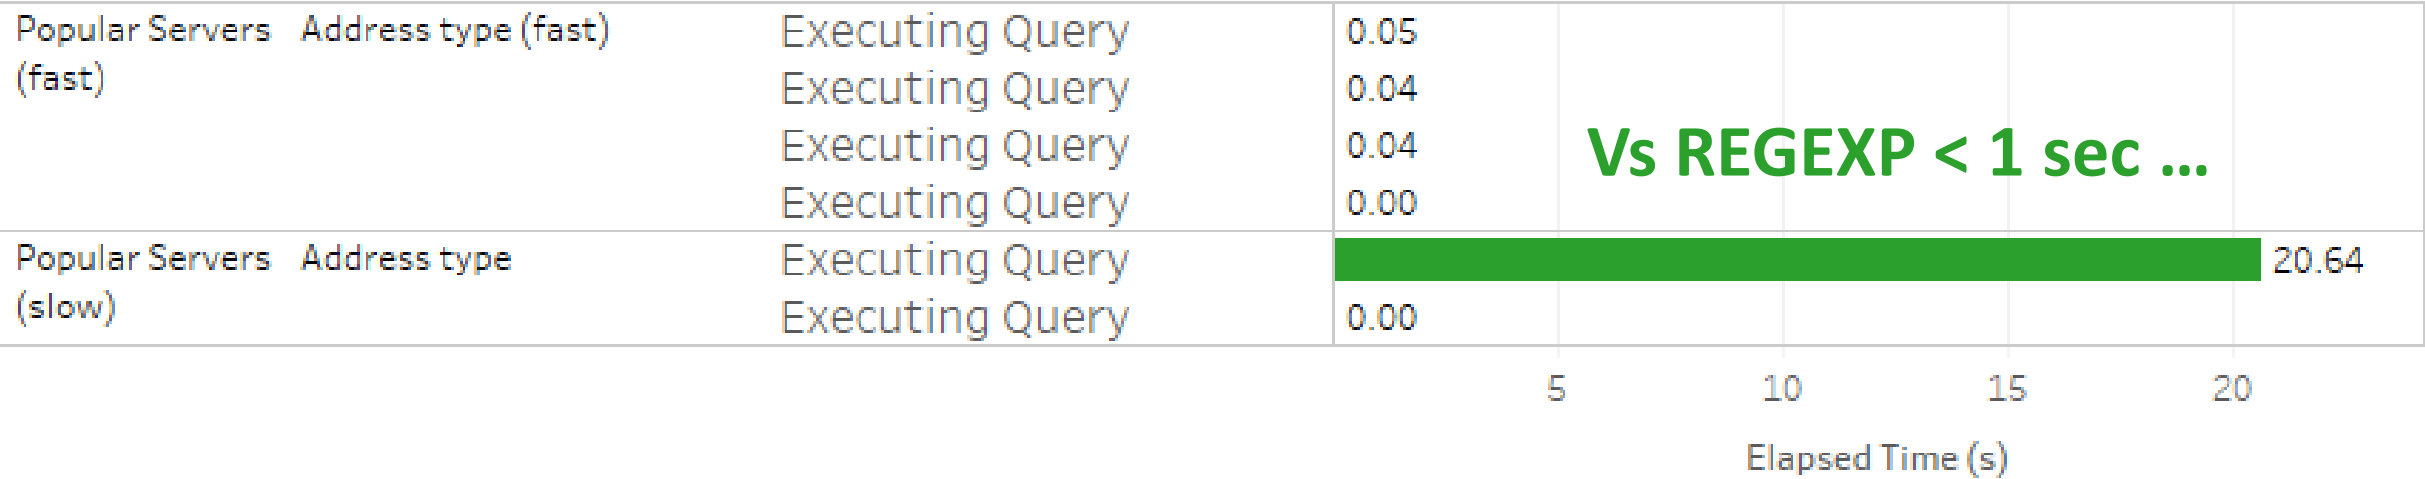 Popular Servers Address type (fast) Executing Query 0.05
(fast)
Executing Query 0.04
Executing Query 0.04
Vs REGEXP < 1 sec ...
Executing Query 0.00
Popular Servers Address type Executing Query 20.64
(slow)
Executing Query 0.00
5 10 15 20
Elapsed Time (s)